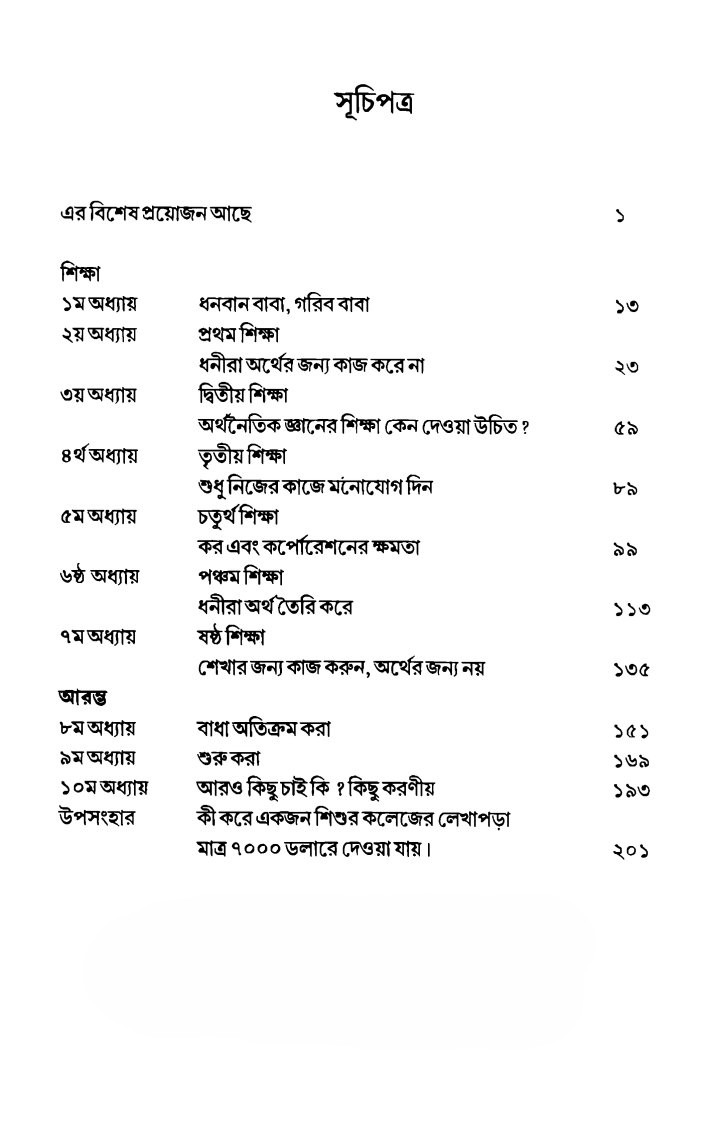 সূচিপত্র
এর বিশেষ প্রয়োজন আছে ১
শিক্ষা
১ম অধ্যায় ধনবান বাবা, গরিব বাবা ১৩
২য় অধ্যায় প্রথম শিক্ষা
ধনীরা অর্থের জন্য কাজ করে না ২৩
৩য় অধ্যায় দ্বিতীয় শিক্ষা
অর্থনৈতিক জ্ঞানের শিক্ষা কেন দেওয়া উচিত ? ৫৯
৪র্থ অধ্যায় তৃতীয় শিক্ষা
শুধু নিজের কাজে মনোযোগ দিন ৮৯
৫ম অধ্যায় চতুর্থ শিক্ষা
কর এবং কর্পোরেশনের ক্ষমতা ৯৯
৬ষ্ঠ অধ্যায় পঞ্চম শিক্ষা
ধনীরা অর্থ তৈরি করে ১১৩
৭ম অধ্যায় ষষ্ঠ শিক্ষা
শেখার জন্য কাজ করুন, অর্থের জন্য নয় ১৩৫
আরম্ভ
৮ম অধ্যায় বাধা অতিক্রম করা ১৫১
৯ম অধ্যায় শুরু করা ১৬৯
১০ম অধ্যায় আরও কিছু চাই কি ? কিছু করণীয় ১৯৩
উপসংহার কী করে একজন শিশুর কলেজের লেখাপড়া
মাত্র ৭০০০ ডলারে দেওয়া যায়। ২০১